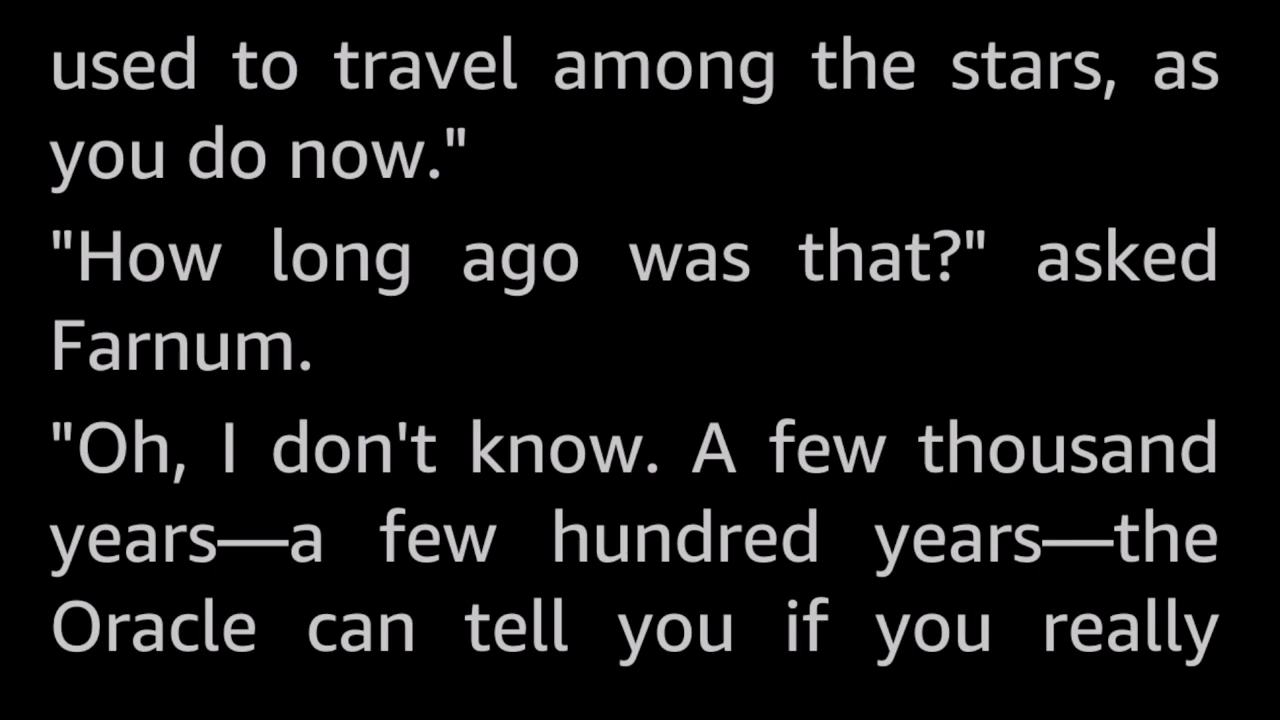 used to travel among the stars, as
you do now."
"How long ago was that?" asked
Farnum.
"Oh, I don't know. A few thousand
years—a few hundred years—the
Oracle can tell you if you really